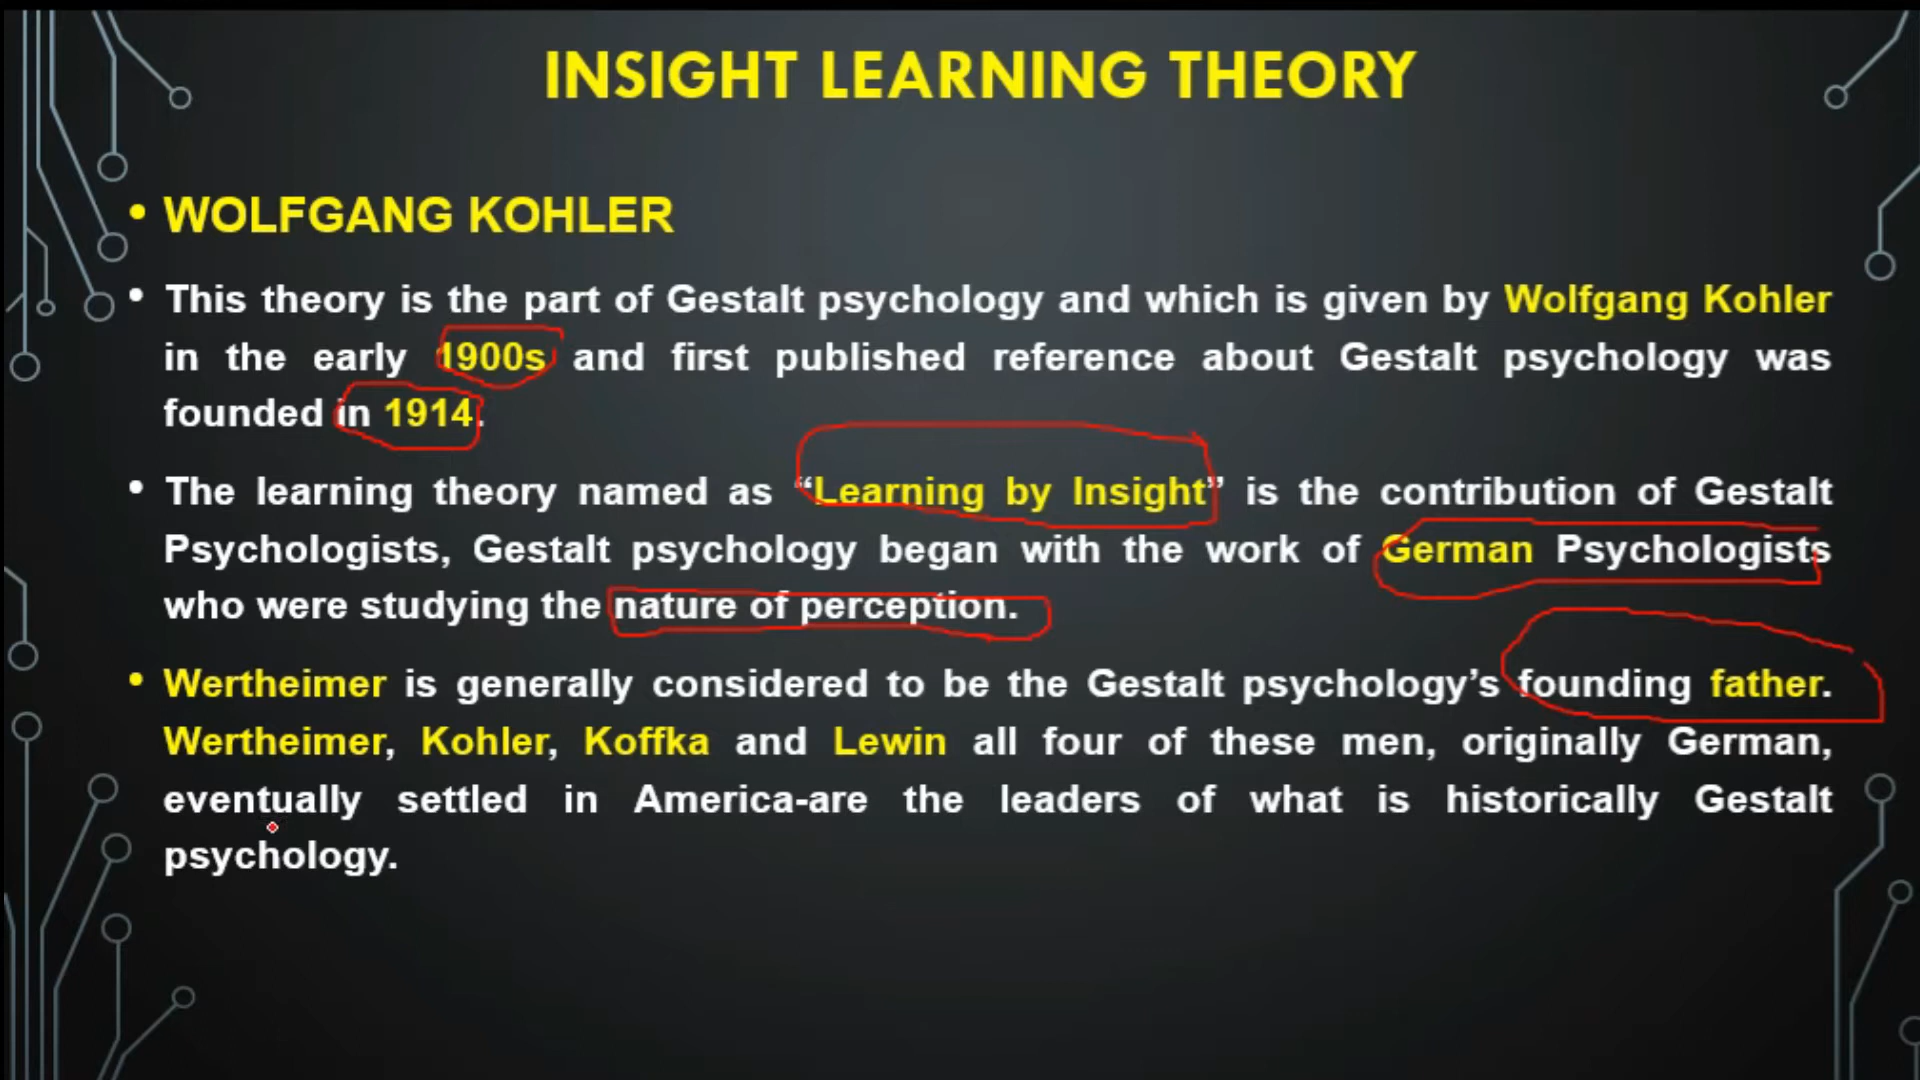 INSIGHT LEARNING THEORY
• WOLFGANG KOHLER
• This theory is the part of Gestalt psychology and which is given by Wolfgang Kohler
in the early 1900s and first published reference about Gestalt psychology was
founded in 1914.
• The learning theory named as “Learning by Insight” is the contribution of Gestalt
Psychologists, Gestalt psychology began with the work of German Psychologists
who were studying the nature of perception.
• Wertheimer is generally considered to be the Gestalt psychology’s founding father.
Wertheimer, Kohler, Koffka and Lewin all four of these men, originally German,
eventually settled in America-are the leaders of what is historically Gestalt
psychology.